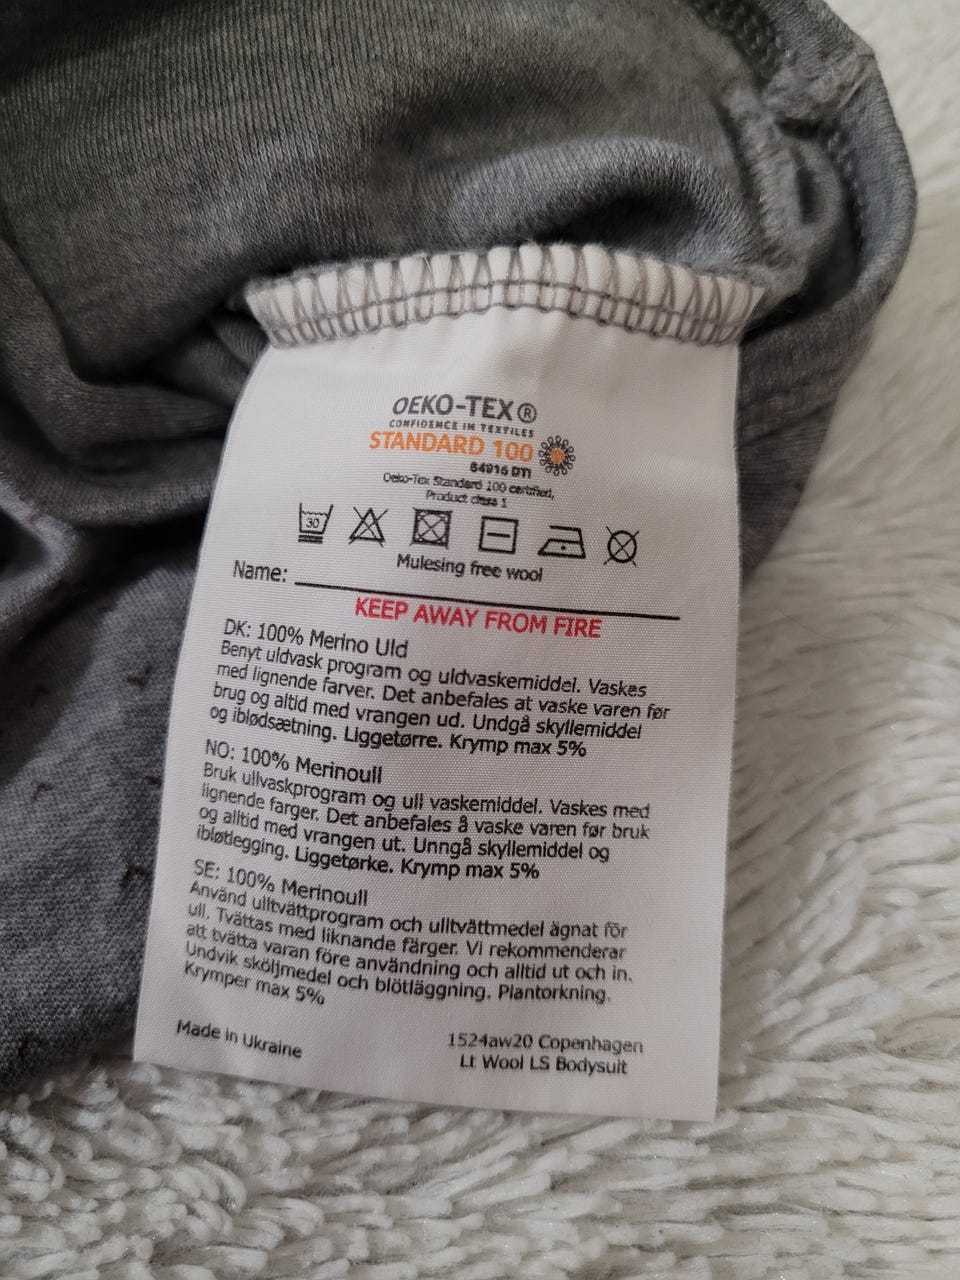 OEKO-TEX®
CONFIDENCE IN TEXTILES
STANDARD 100
84916 DTI
Oeko-Tex Standard 100 certified,
Product class 1
30
Mulesing free wool
Name:
KEEP AWAY FROM FIRE
DK: 100% Merino Uld
Benyt uldvask program og uldvaskemiddel. Vaskes
med lignende farver. Det anbefales at vaske varen før
brug og altid med vrangen ud. Undgå skyllemiddel
og iblødsætning. Liggetørre. Krymp max 5%
NO: 100% Merinoull
Bruk ullvaskprogram og ull vaskemiddel. Vaskes med
lignende farger. Det anbefales å vaske varen før bruk
og alltid med vrangen ut. Unngå skyllemiddel og
ibløtlegging. Liggetørke. Krymp max 5%
SE: 100% Merinoull
Använd ulltvättprogram och ulltvättmedel ägnat för
ull. Tvättas med liknande färger. Vi rekommenderar
att tvätta varan före användning och alltid ut och in.
Undvik sköljmedel och blötläggning. Plantorkning.
Krymper max 5%
Made in Ukraine
1524aw20 Copenhagen
Lt Wool LS Bodysuit